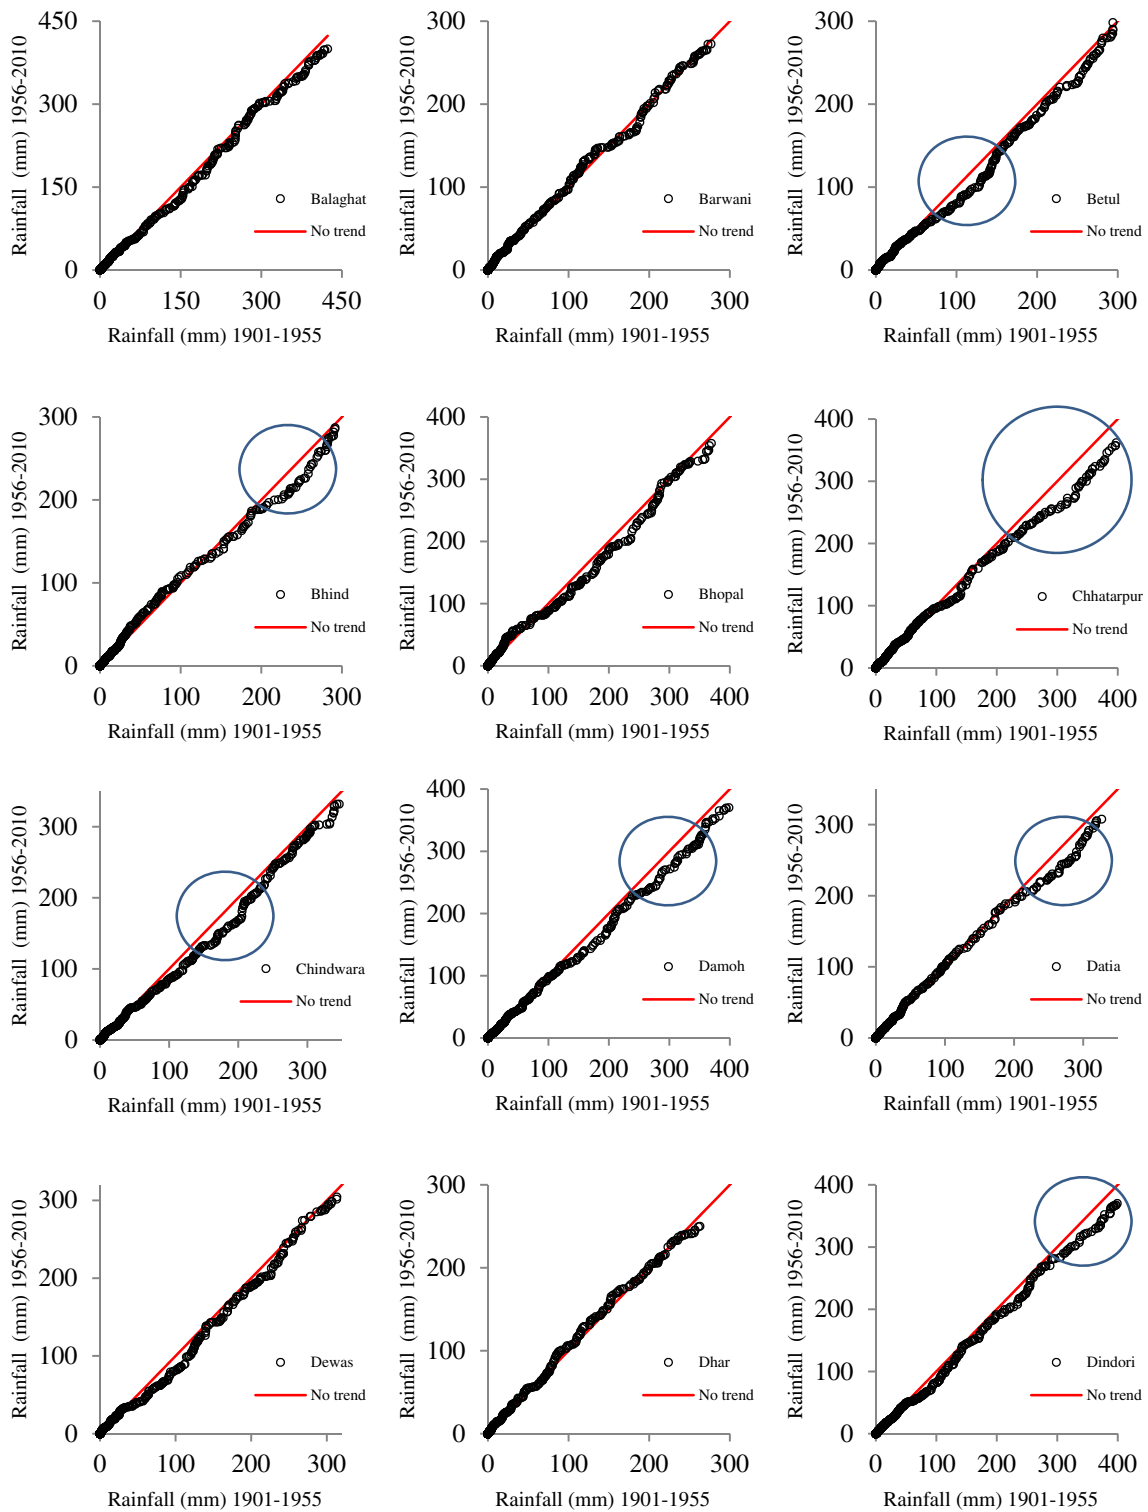 450
300
150
0
0
150
300
450
Rainfall (mm) 1956-2010
Rainfall (mm) 1901-1955
Balaghat
No trend
300
200
100
0
0
100
200
300
Rainfall (mm) 1956-2010
Rainfall (mm) 1901-1955
Barwani
No trend
300
200
100
0
0
100
200
300
Rainfall (mm) 1956-2010
Rainfall (mm) 1901-1955
Betul
No trend
300
200
100
0
0
100
200
300
Rainfall (mm) 1956-2010
Rainfall (mm) 1901-1955
Bhind
No trend
400
300
200
100
0
0
100
200
300
400
Rainfall (mm) 1956-2010
Rainfall (mm) 1901-1955
Bhopal
No trend
400
300
200
100
0
0
100
200
300
400
Rainfall (mm) 1956-2010
Rainfall (mm) 1901-1955
Chhatarpur
No trend
300
200
100
0
0
100
200
300
Rainfall (mm) 1956-2010
Rainfall (mm) 1901-1955
Chindwara
No trend
400
300
200
100
0
0
100
200
300
400
Rainfall (mm) 1956-2010
Rainfall (mm) 1901-1955
Damoh
No trend
300
200
100
0
0
100
200
300
Rainfall (mm) 1956-2010
Rainfall (mm) 1901-1955
Datia
No trend
300
200
100
0
0
100
200
300
Rainfall (mm) 1956-2010
Rainfall (mm) 1901-1955
Dewas
No trend
300
200
100
0
0
100
200
300
Rainfall (mm) 1956-2010
Rainfall (mm) 1901-1955
Dhar
No trend
400
300
200
100
0
0
100
200
300
400
Rainfall (mm) 1956-2010
Rainfall (mm) 1901-1955
Dindori
No trend